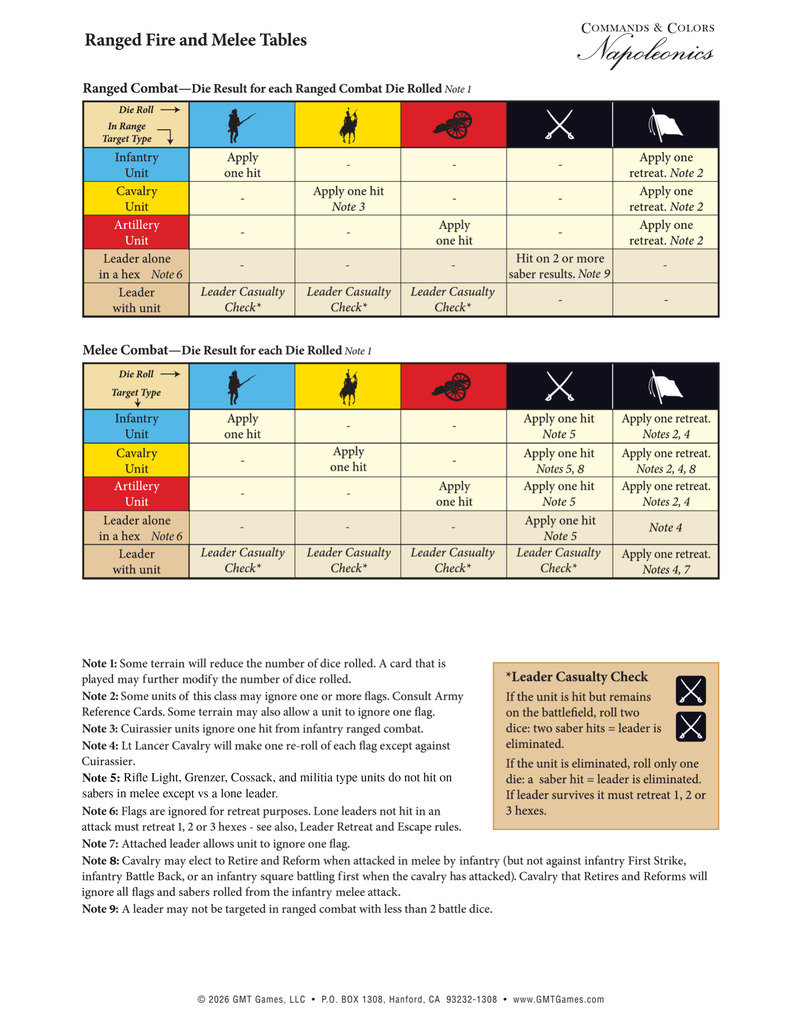 Ranged Fire and Melee Tables
COMMANDS & COLORS
Napoleonics
Ranged Combat—Die Result for each Ranged Combat Die Rolled Note 1
Die Roll
In Range
Target Type
Infantry
Unit
Apply
one hit
-
-
-
Apply one
retreat. Note 2
Cavalry
Unit
-
Apply one hit
Note 3
-
-
Apply one
retreat. Note 2
Artillery
Unit
-
-
Apply
one hit
-
Apply one
retreat. Note 2
Leader alone
in a hex Note 6
-
-
-
Hit on 2 or more
saber results. Note 9
-
Leader
with unit
Leader Casualty
Check*
Leader Casualty
Check*
Leader Casualty
Check*
-
-
Melee Combat—Die Result for each Die Rolled Note 1
Die Roll
Target Type
Infantry
Unit
Apply
one hit
-
-
Apply one hit
Note 5
Apply one retreat.
Notes 2, 4
Cavalry
Unit
-
Apply
one hit
-
Apply one hit
Notes 5, 8
Apply one retreat.
Notes 2, 4, 8
Artillery
Unit
-
-
Apply
one hit
Apply one hit
Note 5
Apply one retreat.
Notes 2, 4
Leader alone
in a hex Note 6
-
-
-
Apply one hit
Note 5
Note 4
Leader
with unit
Leader Casualty
Check*
Leader Casualty
Check*
Leader Casualty
Check*
Leader Casualty
Check*
Apply one retreat.
Notes 4, 7
Note 1: Some terrain will reduce the number of dice rolled. A card that is
played may further modify the number of dice rolled.
Note 2: Some units of this class may ignore one or more flags. Consult Army
Reference Cards. Some terrain may also allow a unit to ignore one flag.
Note 3: Cuirassier units ignore one hit from infantry ranged combat.
Note 4: Lt Lancer Cavalry will make one re-roll of each flag except against
Cuirassier.
Note 5: Rifle Light, Grenzer, Cossack, and militia type units do not hit on
sabers in melee except vs a lone leader.
Note 6: Flags are ignored for retreat purposes. Lone leaders not hit in an
attack must retreat 1, 2 or 3 hexes - see also, Leader Retreat and Escape rules.
Note 7: Attached leader allows unit to ignore one flag.
Note 8: Cavalry may elect to Retire and Reform when attacked in melee by infantry (but not against infantry First Strike,
infantry Battle Back, or an infantry square battling first when the cavalry has attacked). Cavalry that Retires and Reforms will
ignore all flags and sabers rolled from the infantry melee attack.
Note 9: A leader may not be targeted in ranged combat with less than 2 battle dice.
*Leader Casualty Check
If the unit is hit but remains
on the battlefield, roll two
dice: two saber hits = leader is
eliminated.
If the unit is eliminated, roll only one
die: a saber hit = leader is eliminated.
If leader survives it must retreat 1, 2 or
3 hexes.
© 2026 GMT Games, LLC • P.O. BOX 1308, Hanford, CA 93232-1308 • www.GMTGames.com